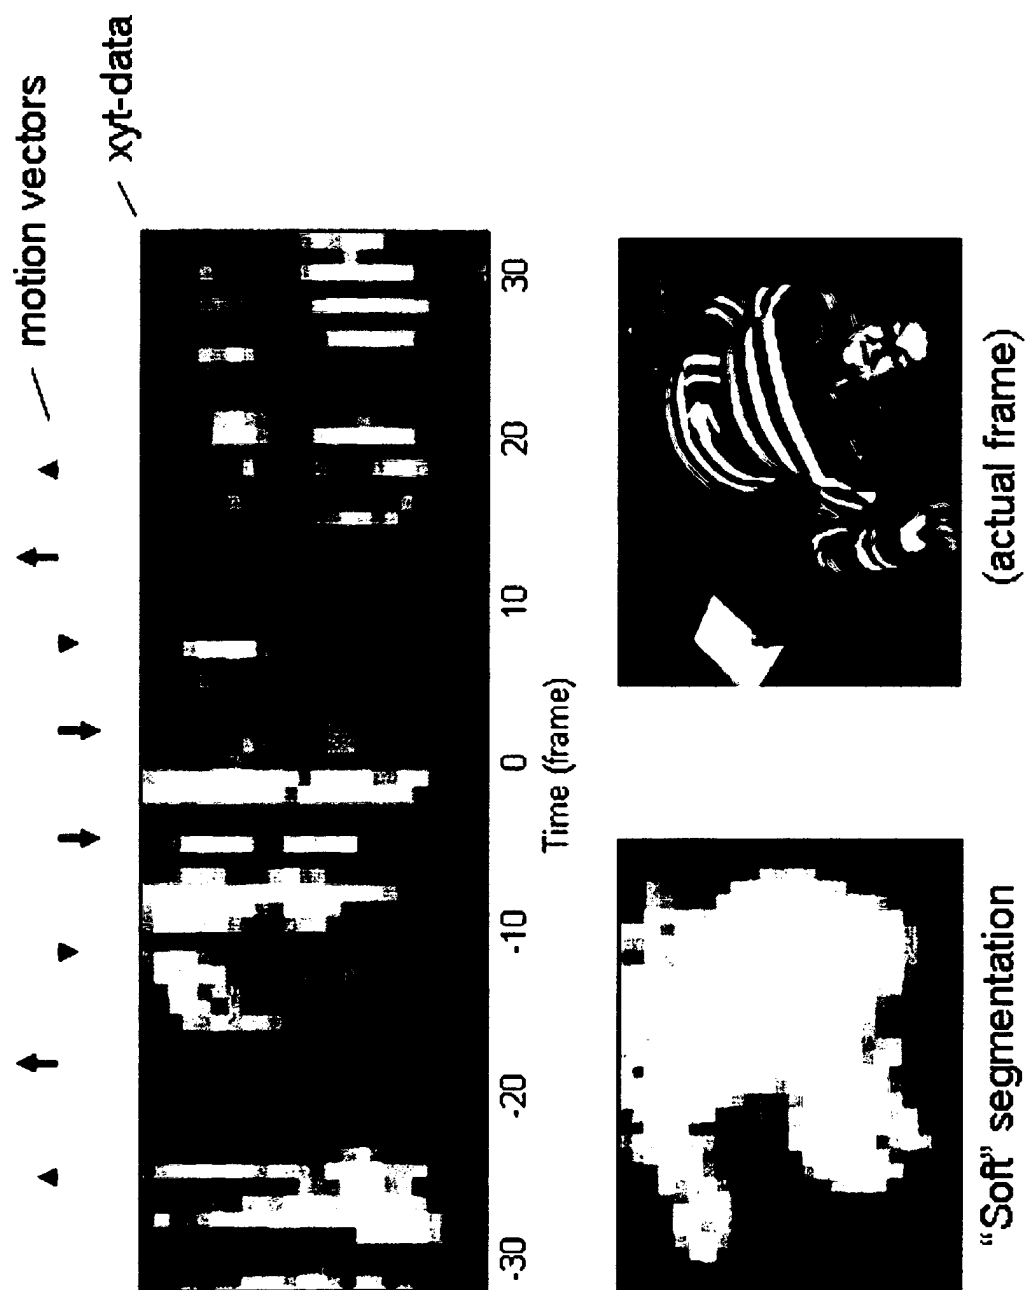 motion vectors
xyt-data
-30 -20 -10 0 10 20 30
Time (frame)
"Soft" segmentation
(actual frame)